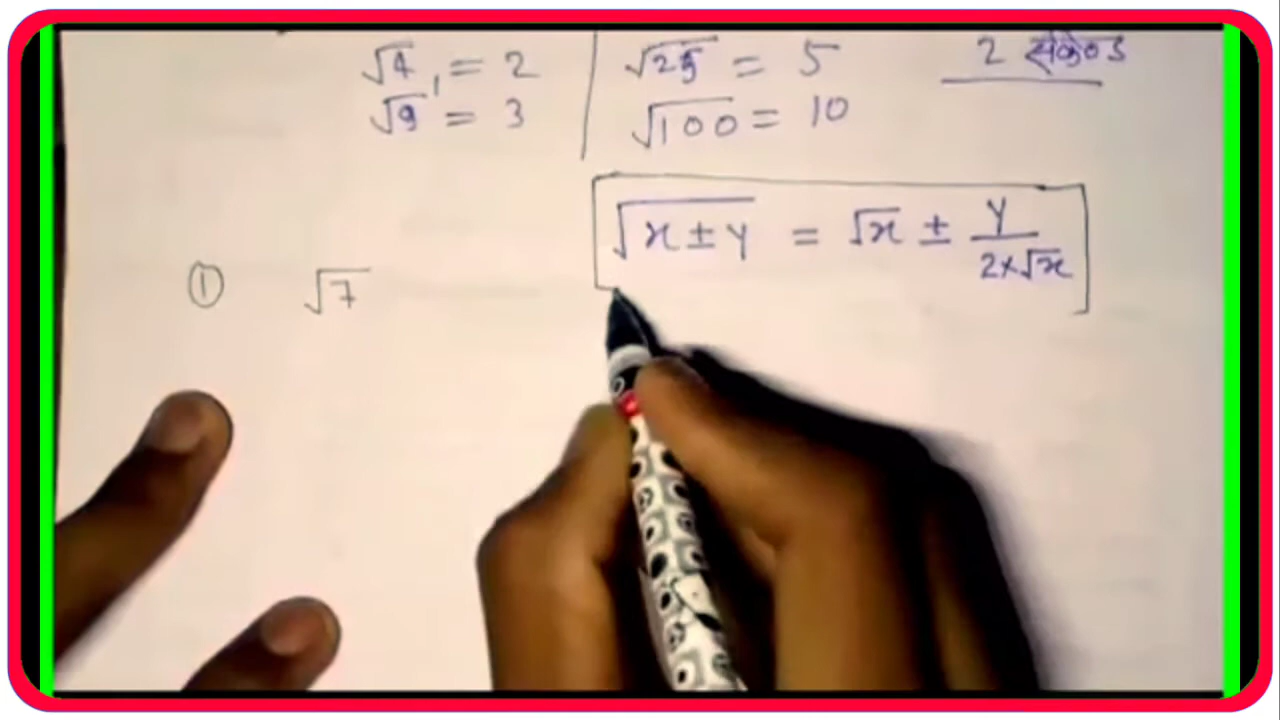 √4, = 2
√9 = 3
√25 = 5
√100 = 10
2 सेकेण्ड
√x ± y = √x ± y / 2×√x
① √7